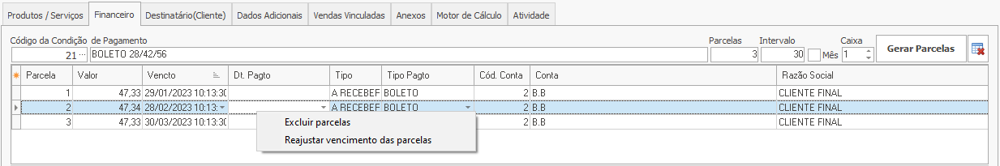 Produtos / Serviços Financeiro Destinatário(Cliente) Dados Adicionais Vendas Vinculadas Anexos Motor de Cálculo Atividade
Código da Condição de Pagamento Parcelas Intervalo Caixa
21 ... BOLETO 28/42/56 3 30 Mês 1 Gerar Parcelas
Parcela Valor Vencto Dt. Pagto Tipo Tipo Pagto Cód. Conta Conta Razão Social
1 47,33 29/01/2023 10:13:30 A RECEBER BOLETO 2 B.B CLIENTE FINAL
2 47,34 28/02/2023 10:13: A RECEBER BOLETO 2 B.B CLIENTE FINAL
3 47,33 30/03/2023 10:13:30 2 B.B CLIENTE FINAL
Excluir parcelas
Reajustar vencimento das parcelas